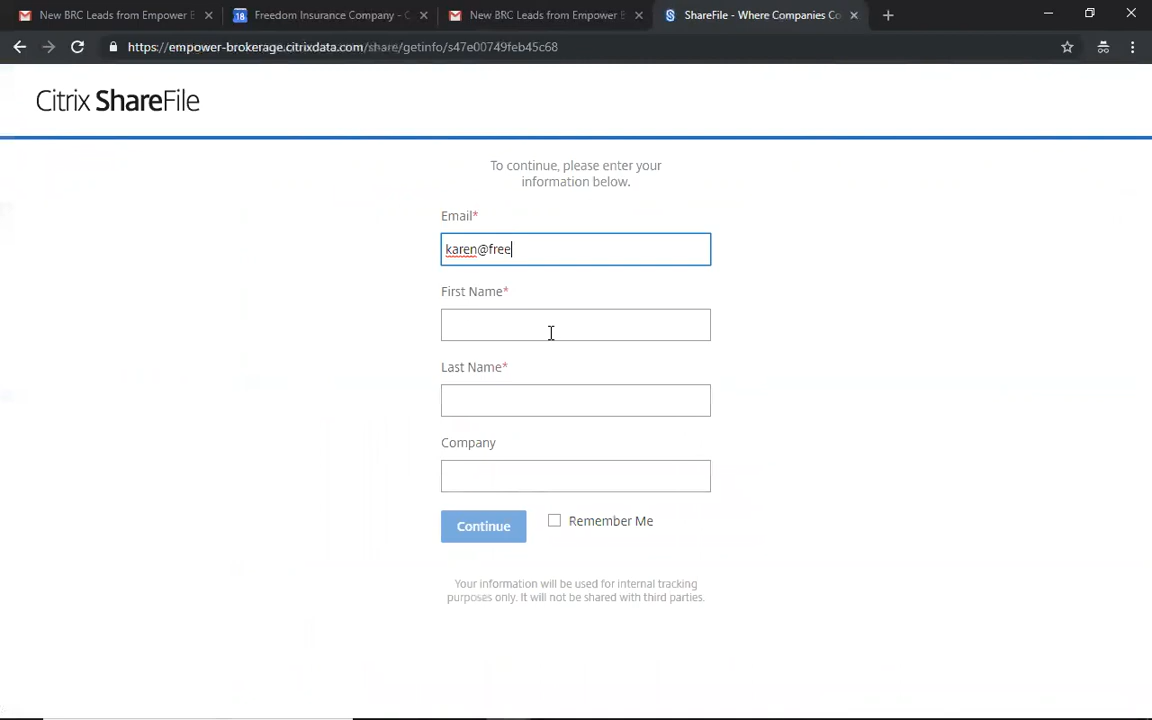 New BRC Leads from Empower B
18
Freedom Insurance Company - C
New BRC Leads from Empower B
ShareFile - Where Companies Co
https://empower-brokerage.citrixdata.com/share/getinfo/s47e00749feb45c68
Citrix ShareFile
To continue, please enter your
information below.
Email*
karen@free
First Name*
Last Name*
Company
Continue
Remember Me
Your information will be used for internal tracking
purposes only. It will not be shared with third parties.